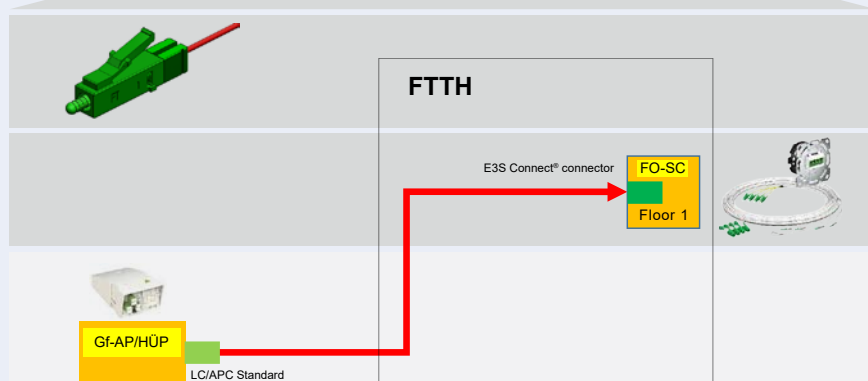 FTTH
E3S Connect® connector
FO-SC
Floor 1
Gf-AP/HÜP
LC/APC Standard